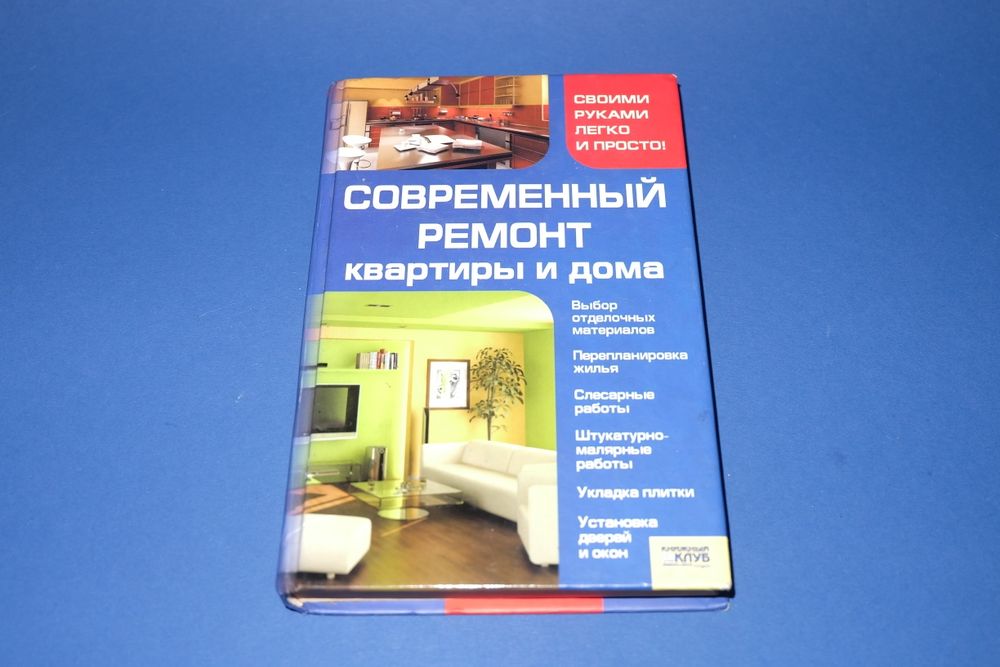 СВОИМИ
РУКАМИ
ЛЕГКО
И ПРОСТО!
СОВРЕМЕННЫЙ
РЕМОНТ
квартиры и дома
Выбор
отделочных
материалов
Перепланировка
жилья
Слесарные
работы
Штукатурно-
малярные
работы
Укладка плитки
Установка
дверей
и окон
КНИЖНЫЙ
КЛУБ